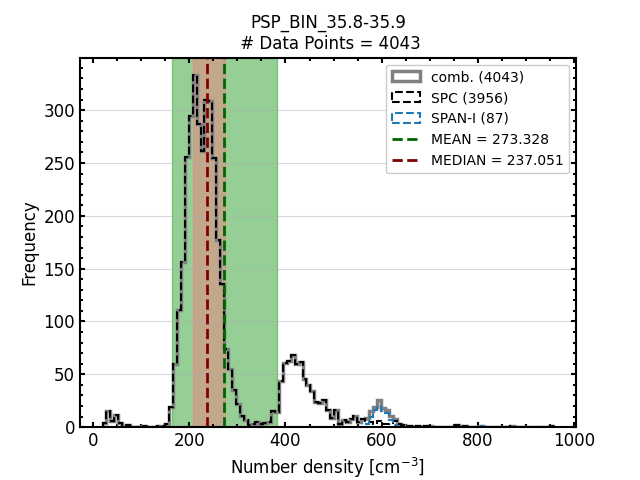 PSP_BIN_35.8-35.9
# Data Points = 4043
comb. (4043)
SPC (3956)
SPAN-I (87)
MEAN = 273.328
MEDIAN = 237.051
Frequency
300
250
200
150
100
50
0
0 200 400 600 800 1000
Number density [cm⁻³]